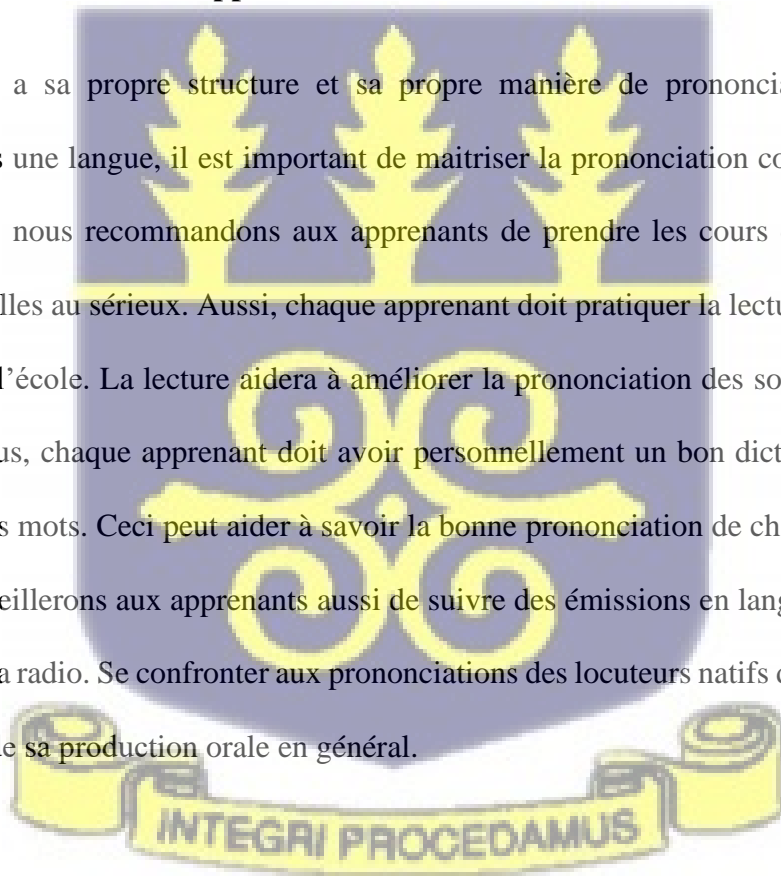 a sa propre structure et sa propre manière de prononcia
une langue, il est important de maitriser la prononciation co
nous recommandons aux apprenants de prendre les cours
lles au sérieux. Aussi, chaque apprenant doit pratiquer la lectu
l’école. La lecture aidera à améliorer la prononciation des so
us, chaque apprenant doit avoir personnellement un bon dict
s mots. Ceci peut aider à savoir la bonne prononciation de ch
eillerons aux apprenants aussi de suivre des émissions en lang
a radio. Se confronter aux prononciations des locuteurs natifs
e sa production orale en général.
INTEGRI PROCEDAMUS